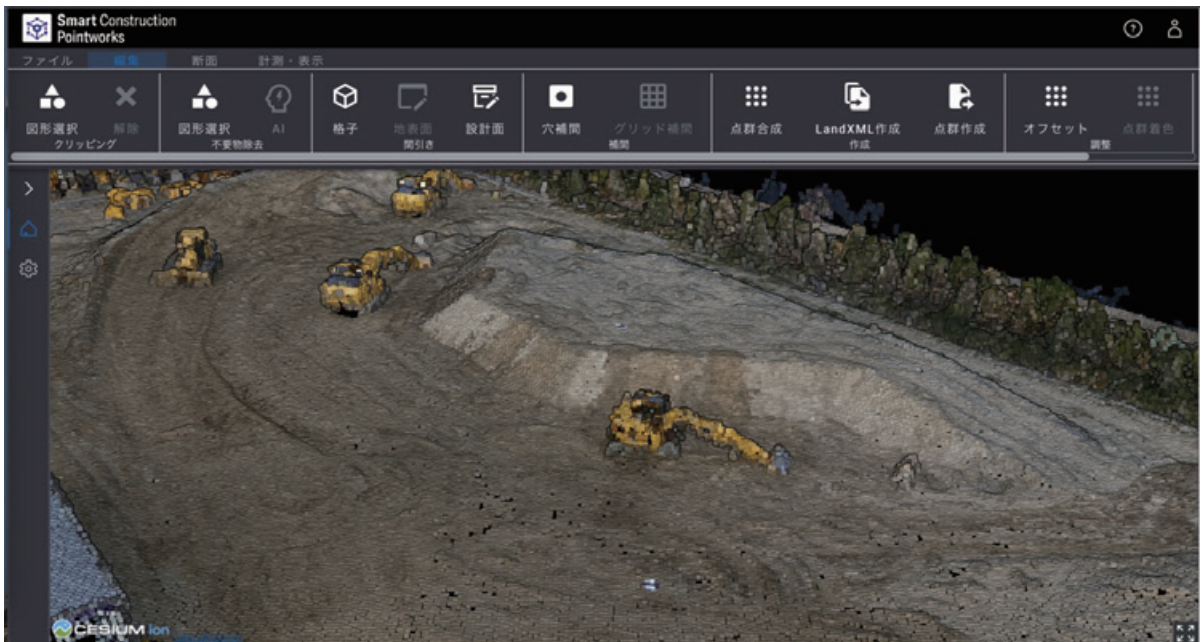 Smart Construction
Pointworks
ファイル 編集 断面 計測・表示
図形選択 解除 図形選択 AI 格子 地表面 設計面 穴補間 グリッド補間 点群合成 LandXML作成 点群作成 オフセット 点群着色
クリッピング 不要物除去 間引き 補間 作成 調整
CESIUM ion